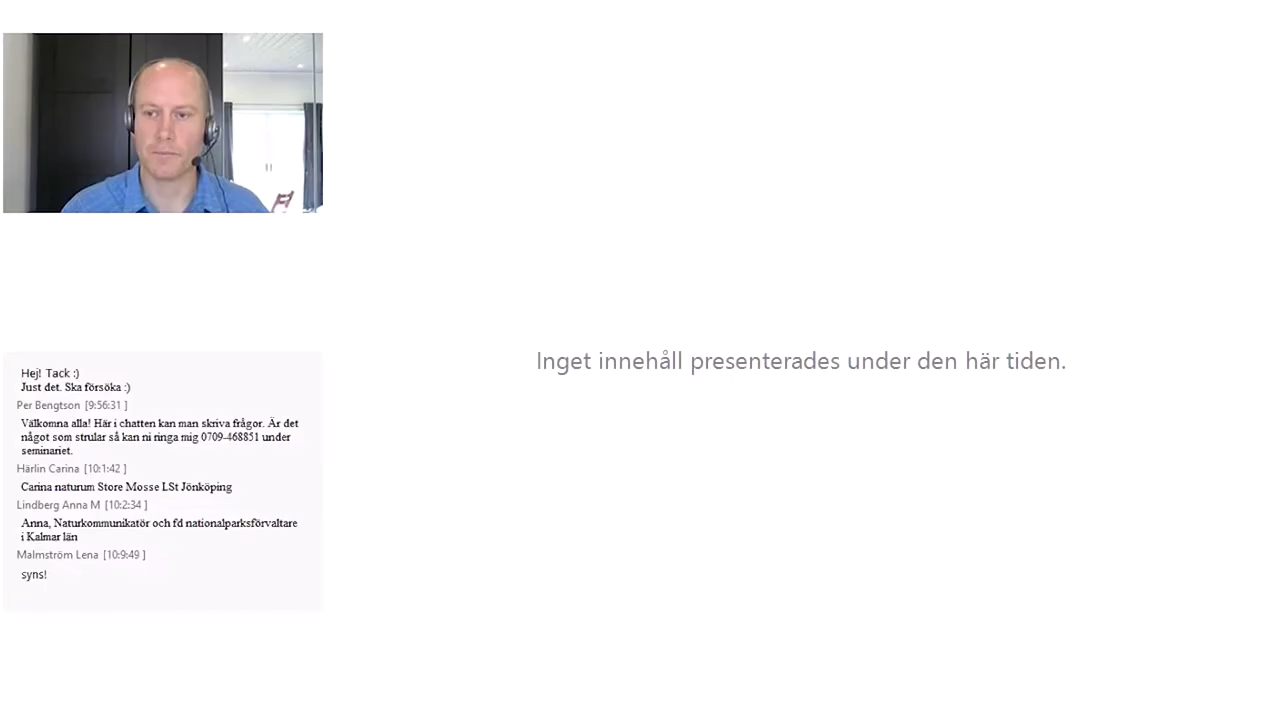 Hej! Tack :)
Just det. Ska försöka :)
Per Bengtson [9:56:31 ]
Välkomna alla! Här i chatten kan man skriva frågor. Är det
något som strular så kan ni ringa mig 0709-468851 under
seminariet.
Härlin Carina [10:1:42 ]
Carina naturum Store Mosse LSt Jönköping
Lindberg Anna M [10:2:34 ]
Anna, Naturkommunikatör och fd nationalparksförvaltare
i Kalmar län
Malmström Lena [10:9:49 ]
syns!
Inget innehåll presenterades under den här tiden.